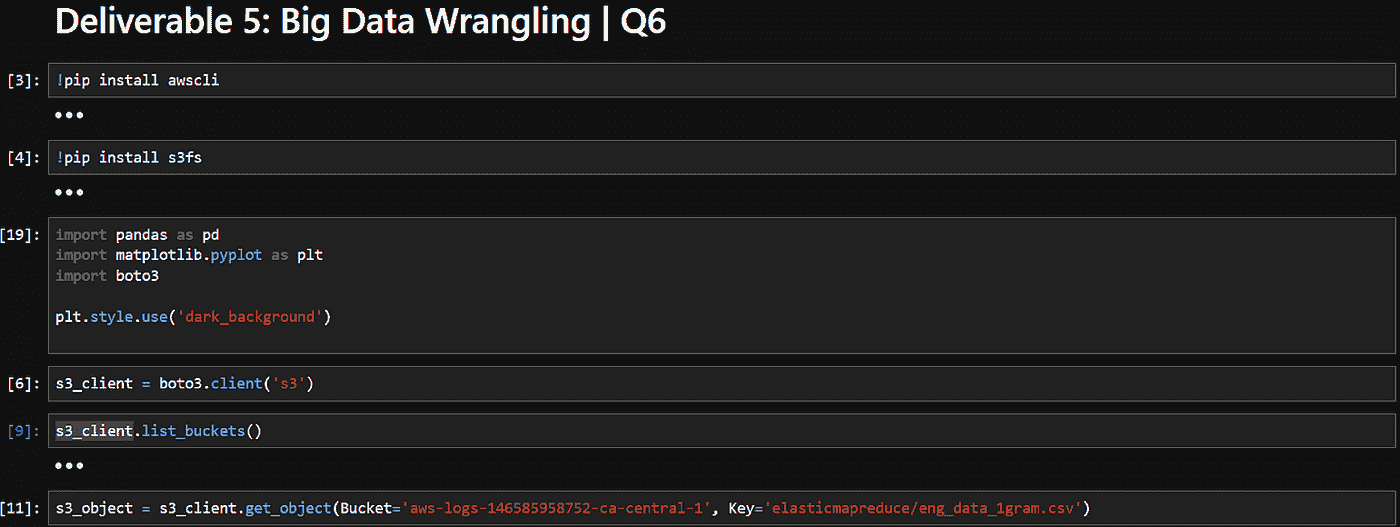 Deliverable 5: Big Data Wrangling | Q6
[3]: !pip install awscli
•••
[4]: !pip install s3fs
•••
[19]: import pandas as pd
import matplotlib.pyplot as plt
import boto3
plt.style.use('dark_background')
[6]: s3_client = boto3.client('s3')
[9]: s3_client.list_buckets()
•••
[11]: s3_object = s3_client.get_object(Bucket='aws-logs-146585958752-ca-central-1', Key='elasticmapreduce/eng_data_1gram.csv')